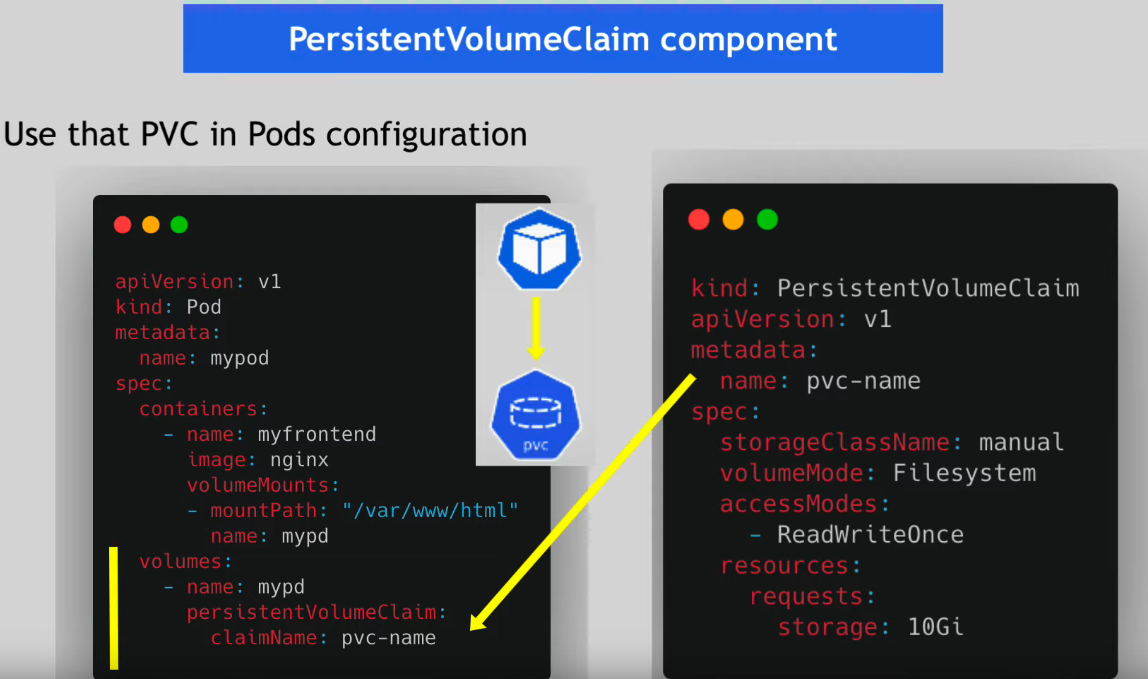 PersistentVolumeClaim component
Use that PVC in Pods configuration
apiVersion: v1
kind: Pod
metadata:
  name: mypod
spec:
  containers:
    - name: myfrontend
      image: nginx
      volumeMounts:
      - mountPath: "/var/www/html"
        name: mypd
  volumes:
    - name: mypd
      persistentVolumeClaim:
        claimName: pvc-name
pvc
kind: PersistentVolumeClaim
apiVersion: v1
metadata:
  name: pvc-name
spec:
  storageClassName: manual
  volumeMode: Filesystem
  accessModes:
    - ReadWriteOnce
  resources:
    requests:
      storage: 10Gi